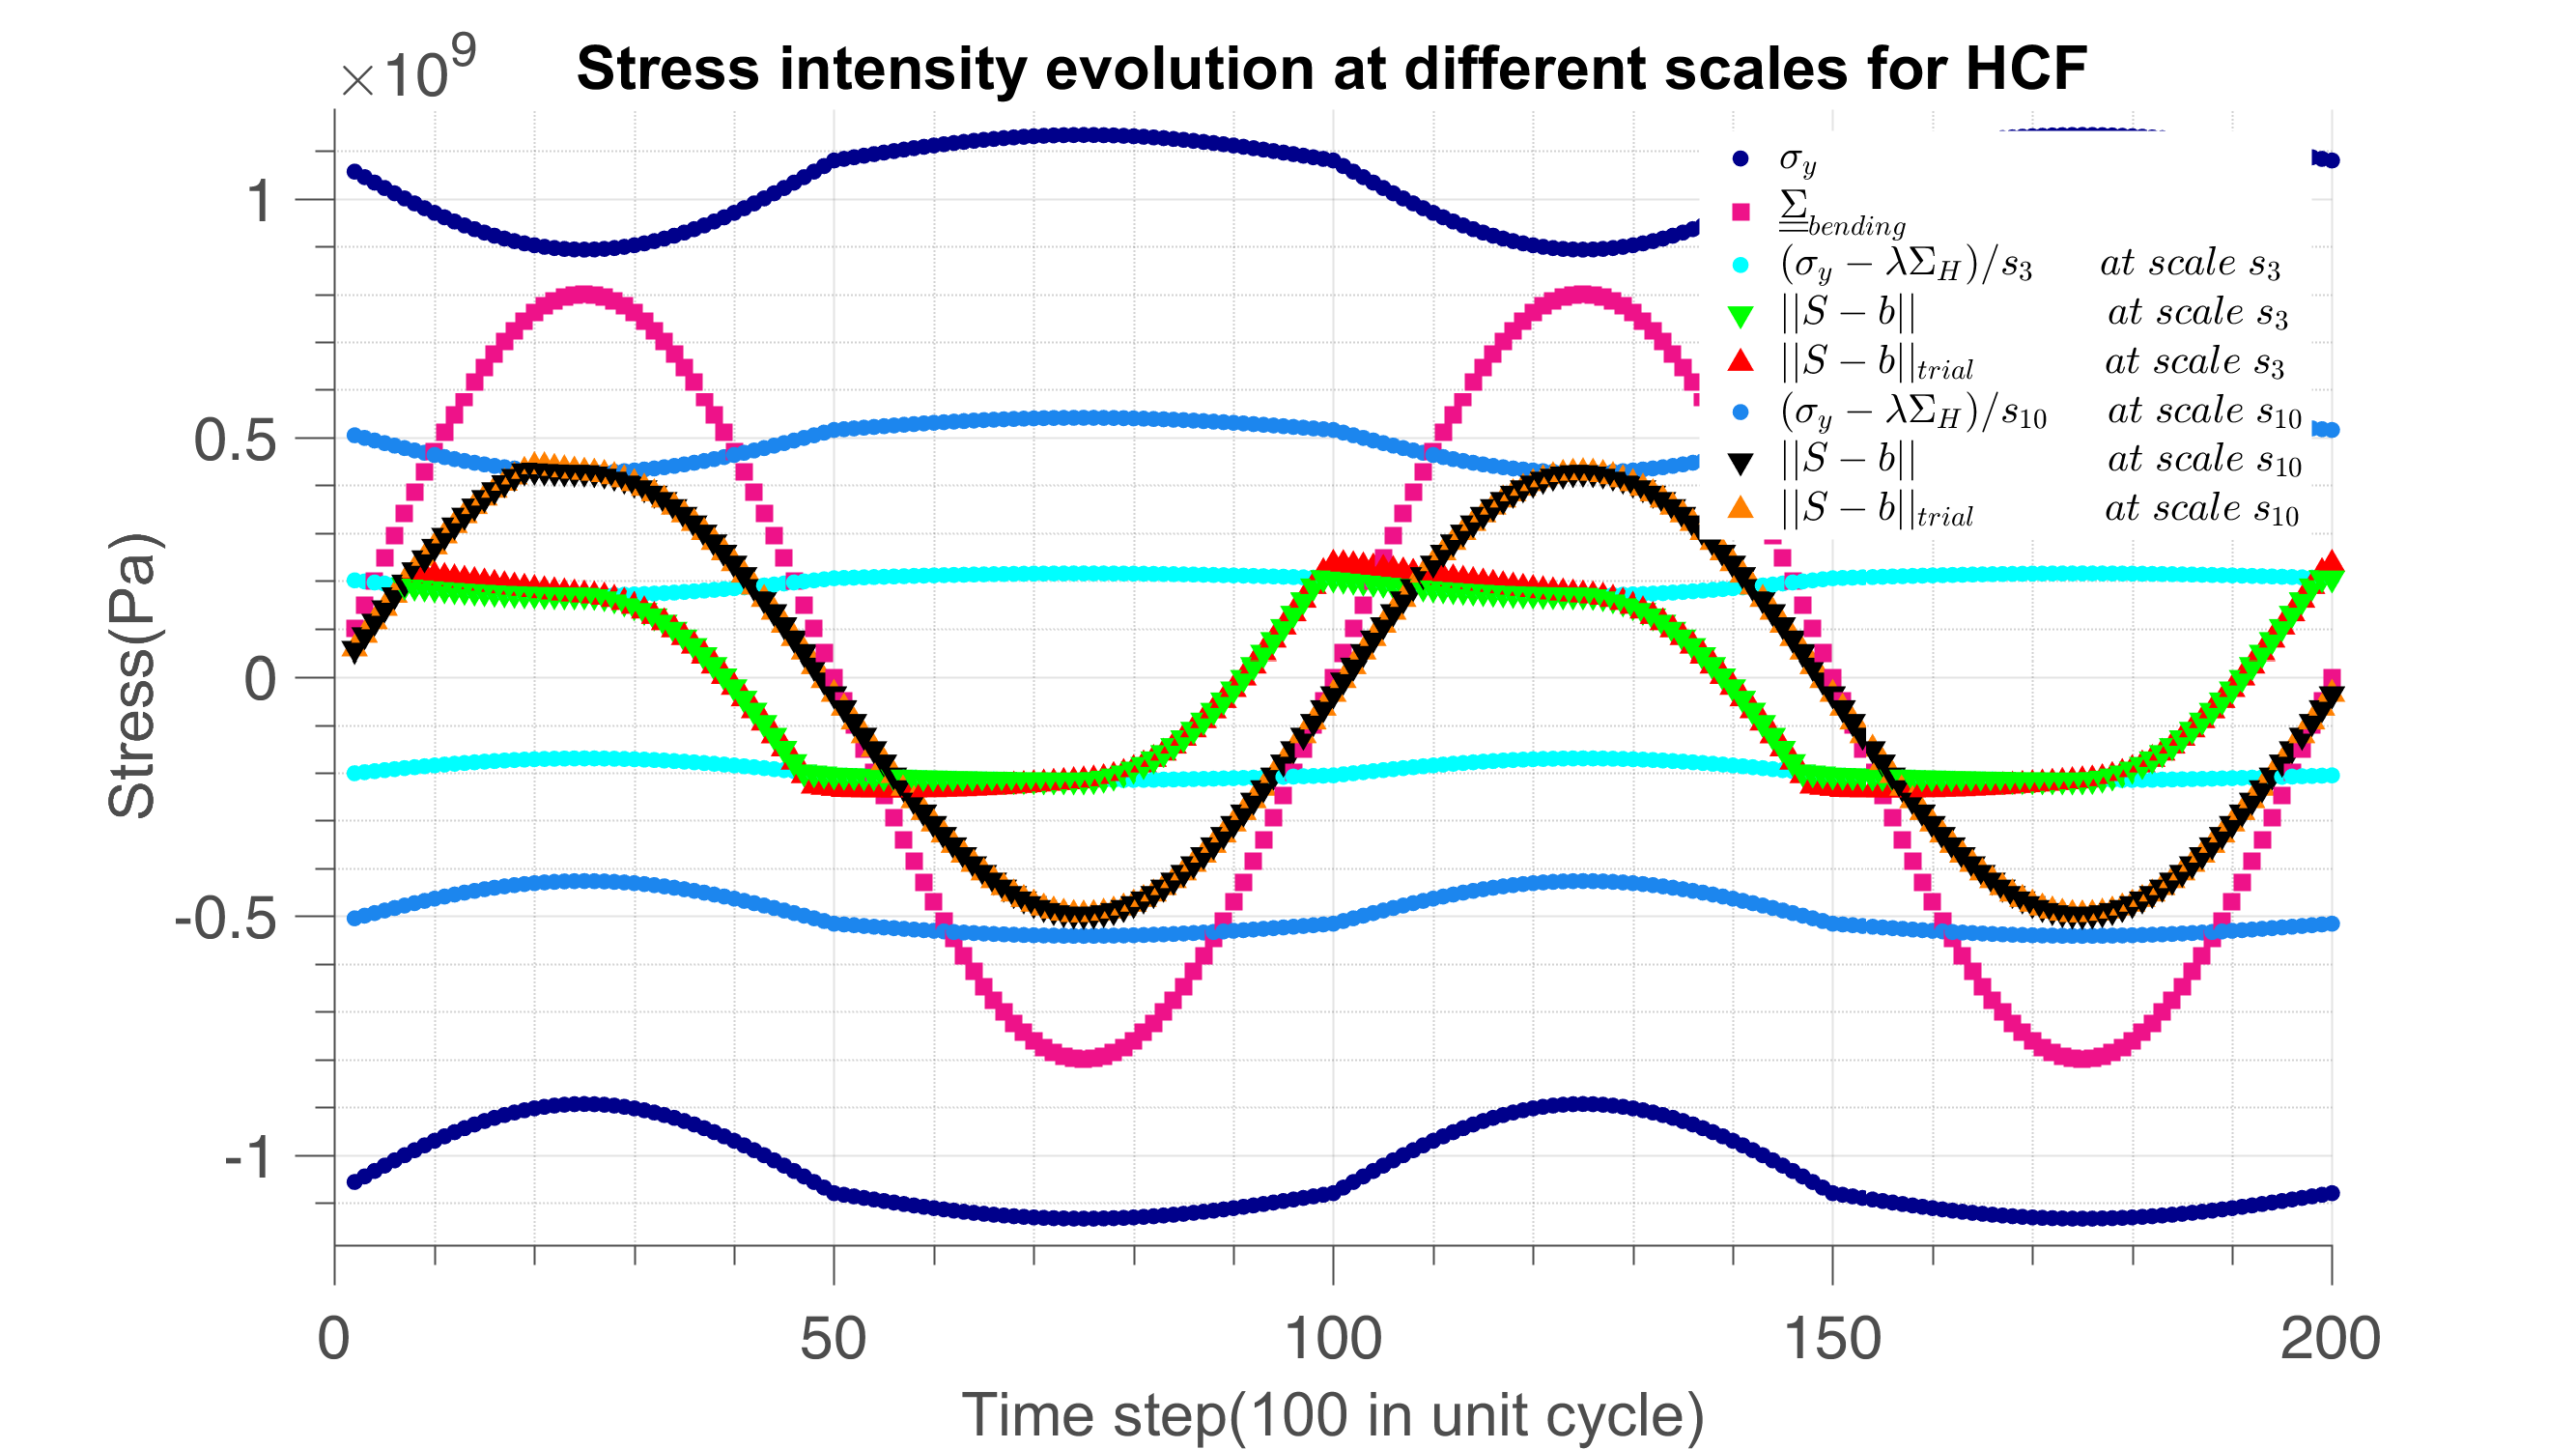 ×10⁹
Stress intensity evolution at different scales for HCF
σ_y
Σ_bending
(σ_y − λΣ_H)/s_3 at scale s_3
||S − b|| at scale s_3
||S − b||_trial at scale s_3
(σ_y − λΣ_H)/s_10 at scale s_10
||S − b|| at scale s_10
||S − b||_trial at scale s_10
1
0.5
0
-0.5
-1
Stress(Pa)
0 50 100 150 200
Time step(100 in unit cycle)